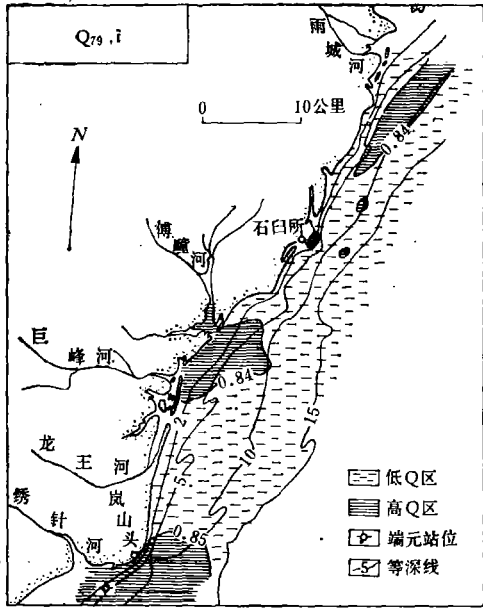 Q79,i
雨
城
河
0 10公里
0.84
N
石臼所
傅
疃
河
巨
峰河
0.84
2
15
10
龙
王河
5
绣
针
河
岚
山
头
0.85
低Q区
高Q区
端元站位
5 等深线